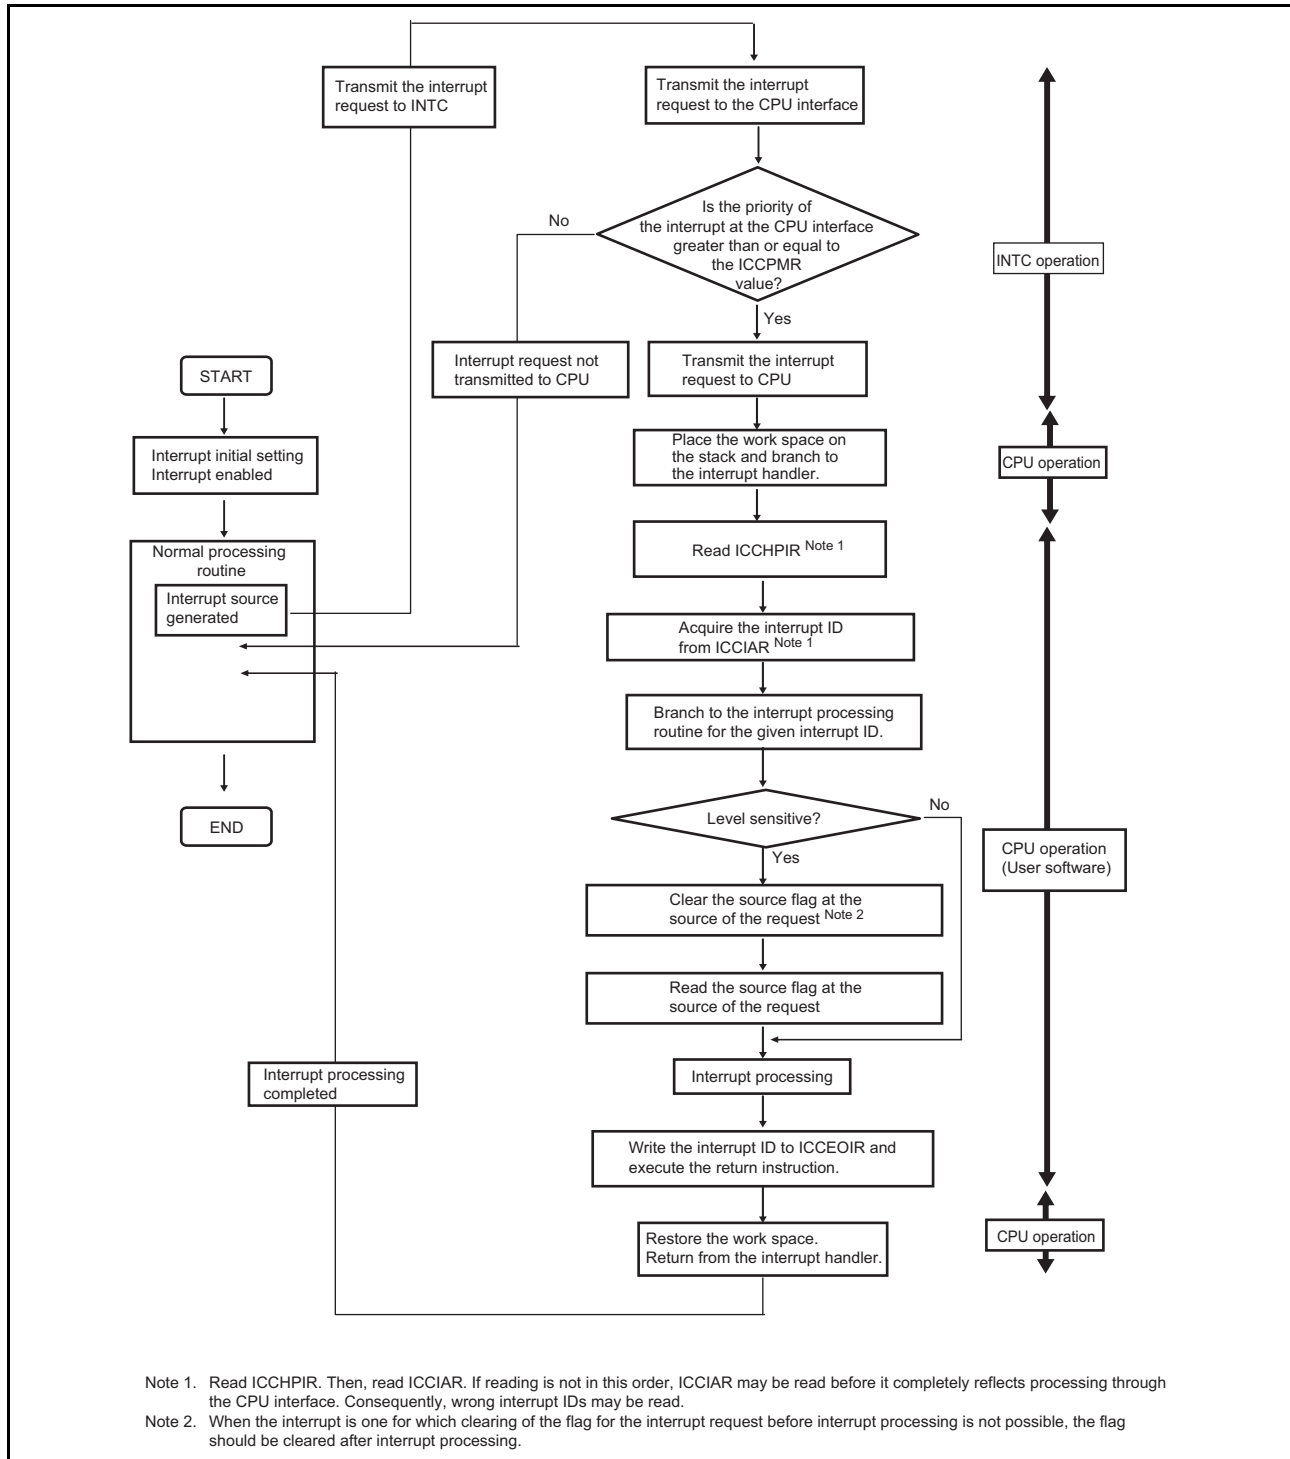 Transmit the interrupt
request to INTC
Transmit the interrupt
request to the CPU interface
Is the priority of
the interrupt at the CPU interface
greater than or equal to
the ICCPMR
value?
No
Yes
INTC operation
Interrupt request not
transmitted to CPU
Transmit the interrupt
request to CPU
START
Interrupt initial setting
Interrupt enabled
Place the work space on
the stack and branch to
the interrupt handler.
CPU operation
Normal processing
routine
Interrupt source
generated
Read ICCHPIR Note 1
Acquire the interrupt ID
from ICCIAR Note 1
Branch to the interrupt processing
routine for the given interrupt ID.
END
Level sensitive?
No
Yes
CPU operation
(User software)
Clear the source flag at the
source of the request Note 2
Read the source flag at the
source of the request
Interrupt processing
completed
Interrupt processing
Write the interrupt ID to ICCEOIR and
execute the return instruction.
Restore the work space.
Return from the interrupt handler.
CPU operation
Note 1. Read ICCHPIR. Then, read ICCIAR. If reading is not in this order, ICCIAR may be read before it completely reflects processing through
the CPU interface. Consequently, wrong interrupt IDs may be read.
Note 2. When the interrupt is one for which clearing of the flag for the interrupt request before interrupt processing is not possible, the flag
should be cleared after interrupt processing.